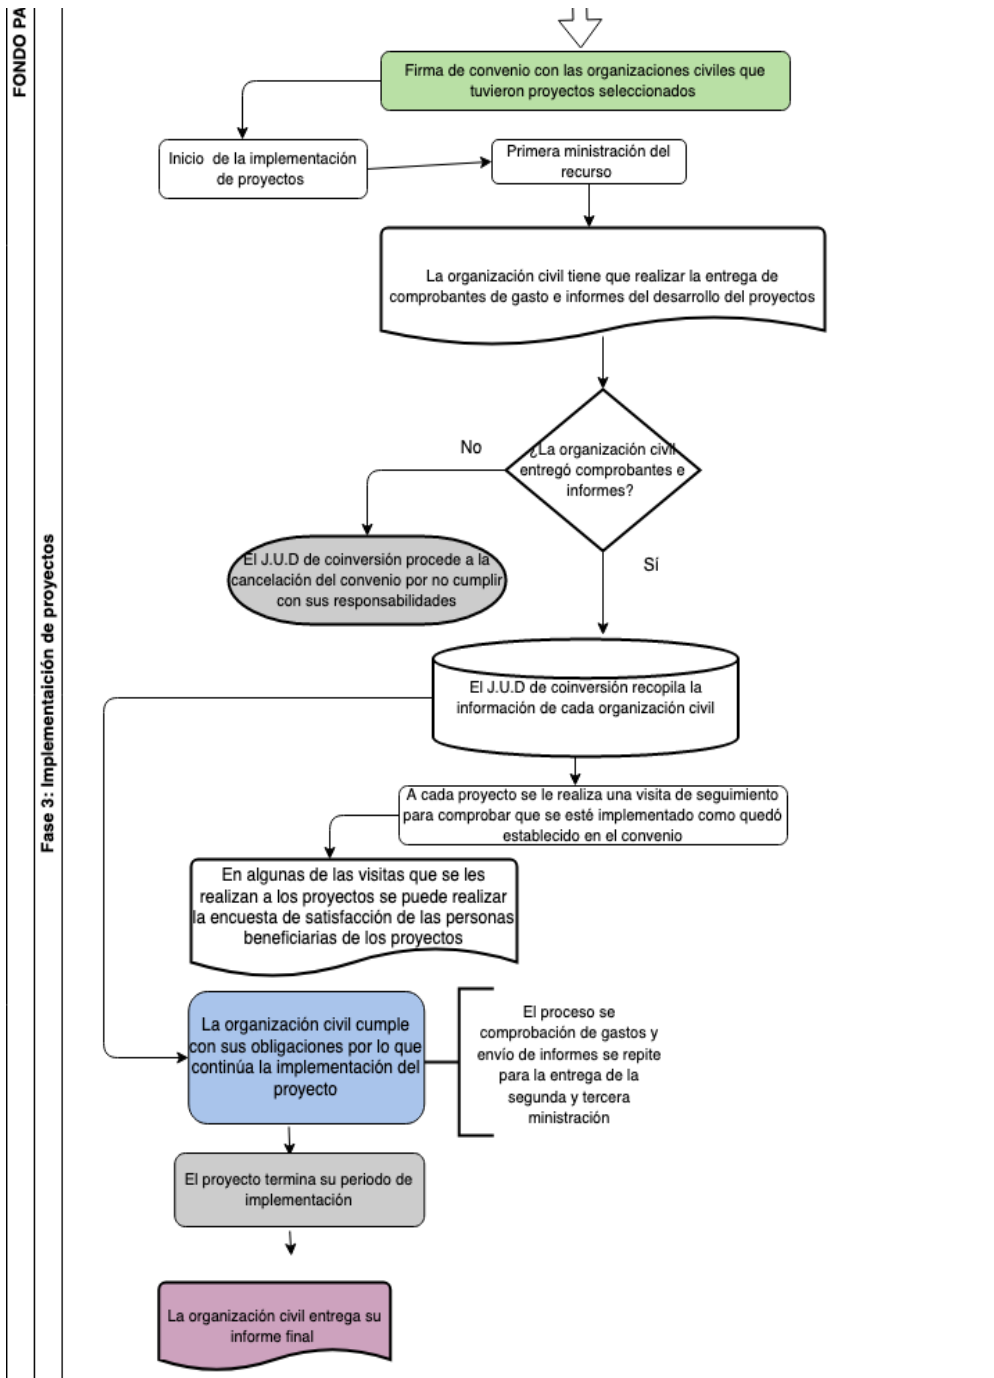 FONDO PA
Fase 3: Implementaición de proyectos
Firma de convenio con las organizaciones civiles que
tuvieron proyectos seleccionados
Inicio de la implementación
de proyectos
Primera ministración del
recurso
La organización civil tiene que realizar la entrega de
comprobantes de gasto e informes del desarrollo del proyectos
¿La organización civil
entregó comprobantes e
informes?
No
Sí
El J.U.D de coinversión procede a la
cancelación del convenio por no cumplir
con sus responsabilidades
El J.U.D de coinversión recopila la
información de cada organización civil
A cada proyecto se le realiza una visita de seguimiento
para comprobar que se esté implementado como quedó
establecido en el convenio
En algunas de las visitas que se les
realizan a los proyectos se puede realizar
la encuesta de satisfacción de las personas
beneficiarias de los proyectos
La organización civil cumple
con sus obligaciones por lo que
continúa la implementación del
proyecto
El proceso se
comprobación de gastos y
envío de informes se repite
para la entrega de la
segunda y tercera
ministración
El proyecto termina su periodo de
implementación
La organización civil entrega su
informe final